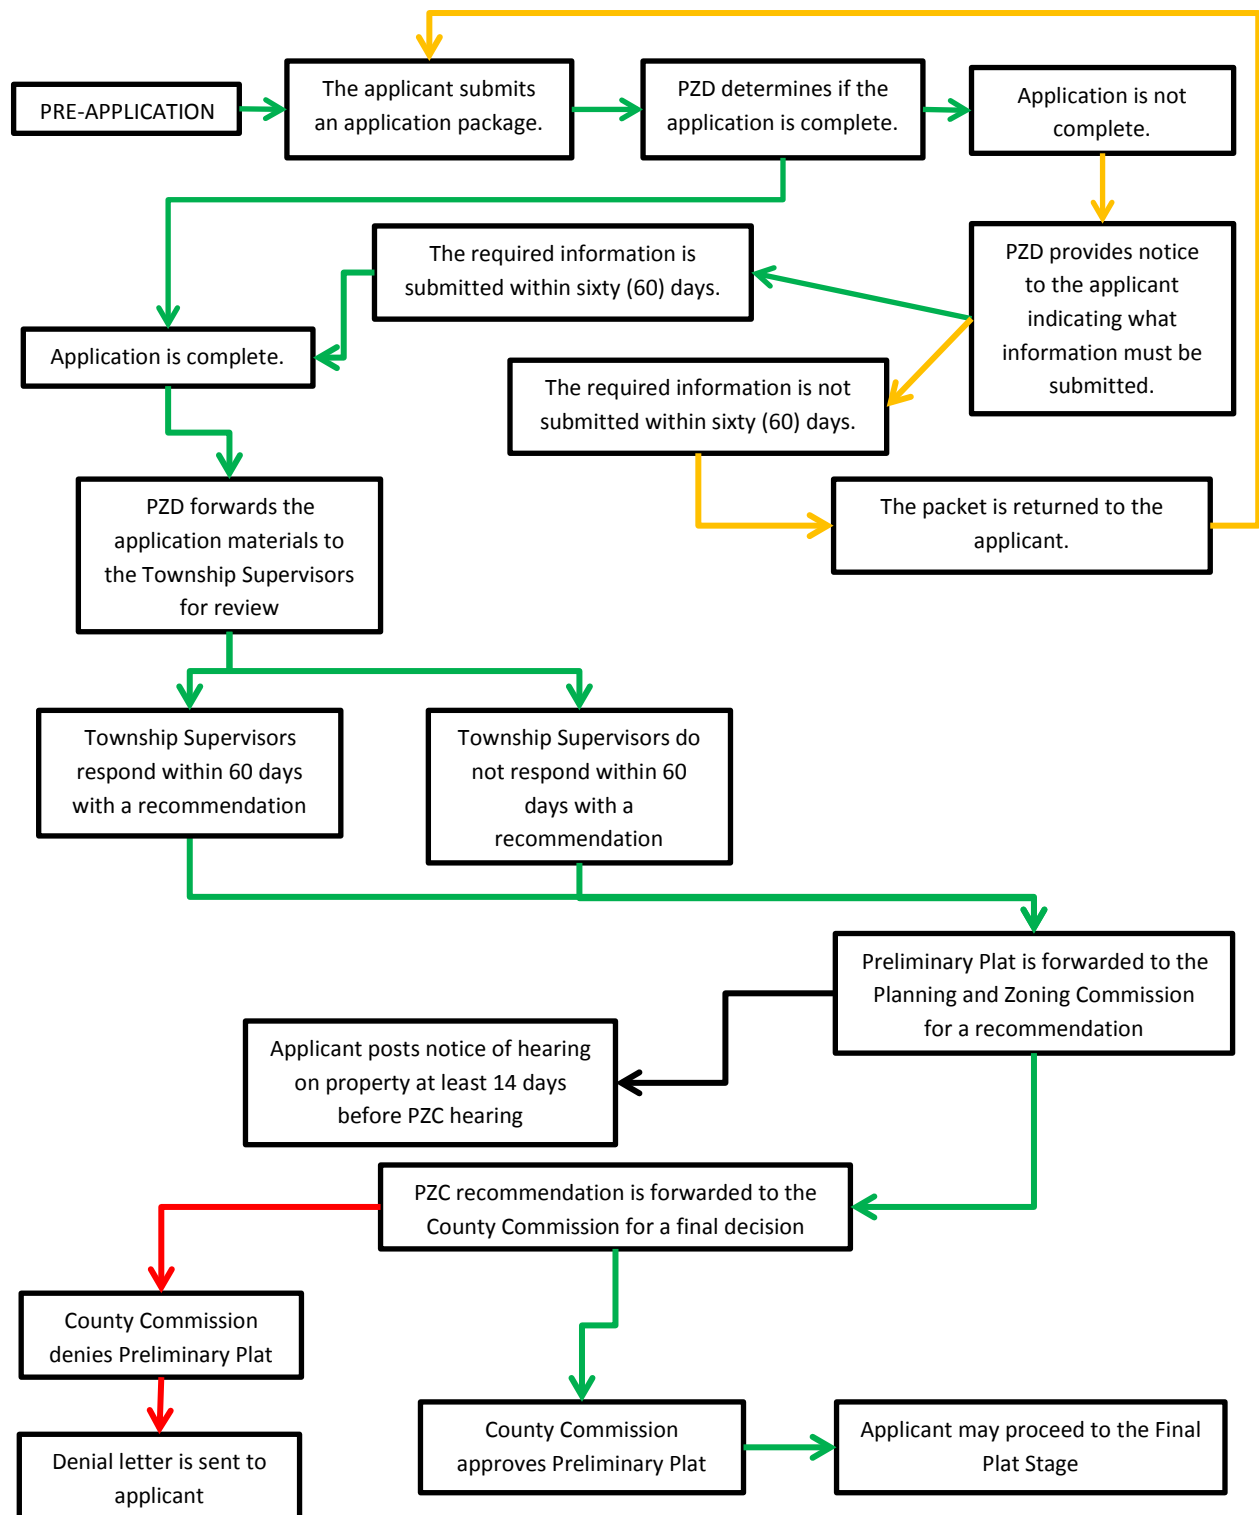 PRE-APPLICATION
The applicant submits
an application package.
PZD determines if the
application is complete.
Application is not
complete.
The required information is
submitted within sixty (60) days.
PZD provides notice
to the applicant
indicating what
information must be
submitted.
Application is complete.
The required information is not
submitted within sixty (60) days.
The packet is returned to the
applicant.
PZD forwards the
application materials to
the Township Supervisors
for review
Township Supervisors
respond within 60 days
with a recommendation
Township Supervisors do
not respond within 60
days with a
recommendation
Preliminary Plat is forwarded to the
Planning and Zoning Commission
for a recommendation
Applicant posts notice of hearing
on property at least 14 days
before PZC hearing
PZC recommendation is forwarded to the
County Commission for a final decision
County Commission
denies Preliminary Plat
County Commission
approves Preliminary Plat
Applicant may proceed to the Final
Plat Stage
Denial letter is sent to
applicant